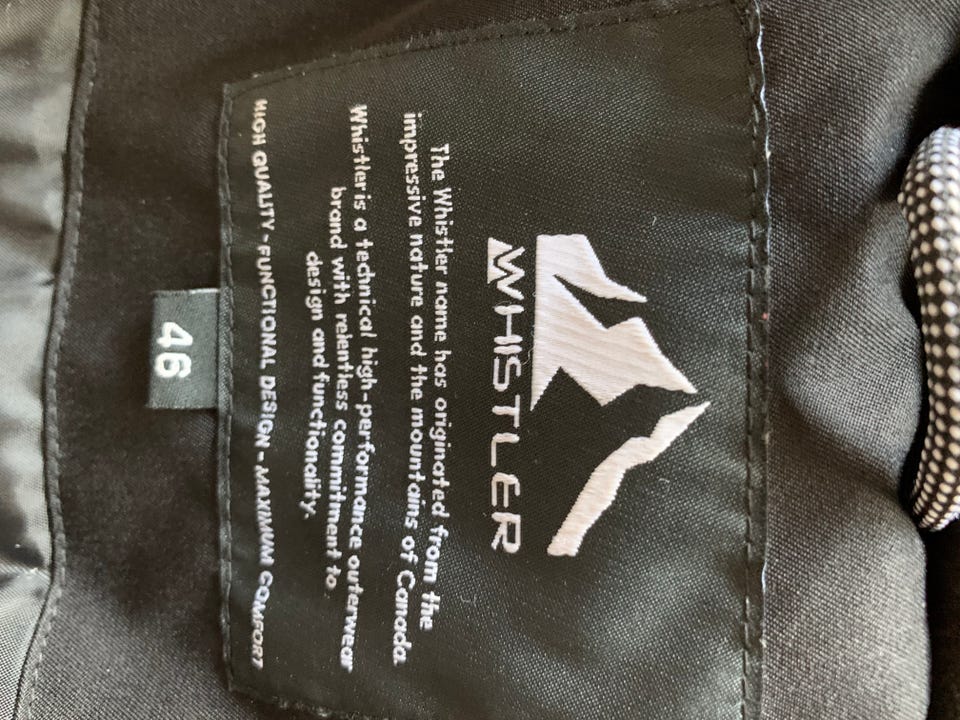 WHISTLER
The Whistler name has originated from the
impressive nature and the mountains of Canada.
Whistler is a technical high-performance outerwear
brand with relentless commitment to
design and functionality.
HIGH QUALITY - FUNCTIONAL DESIGN - MAXIMUM COMFORT
46